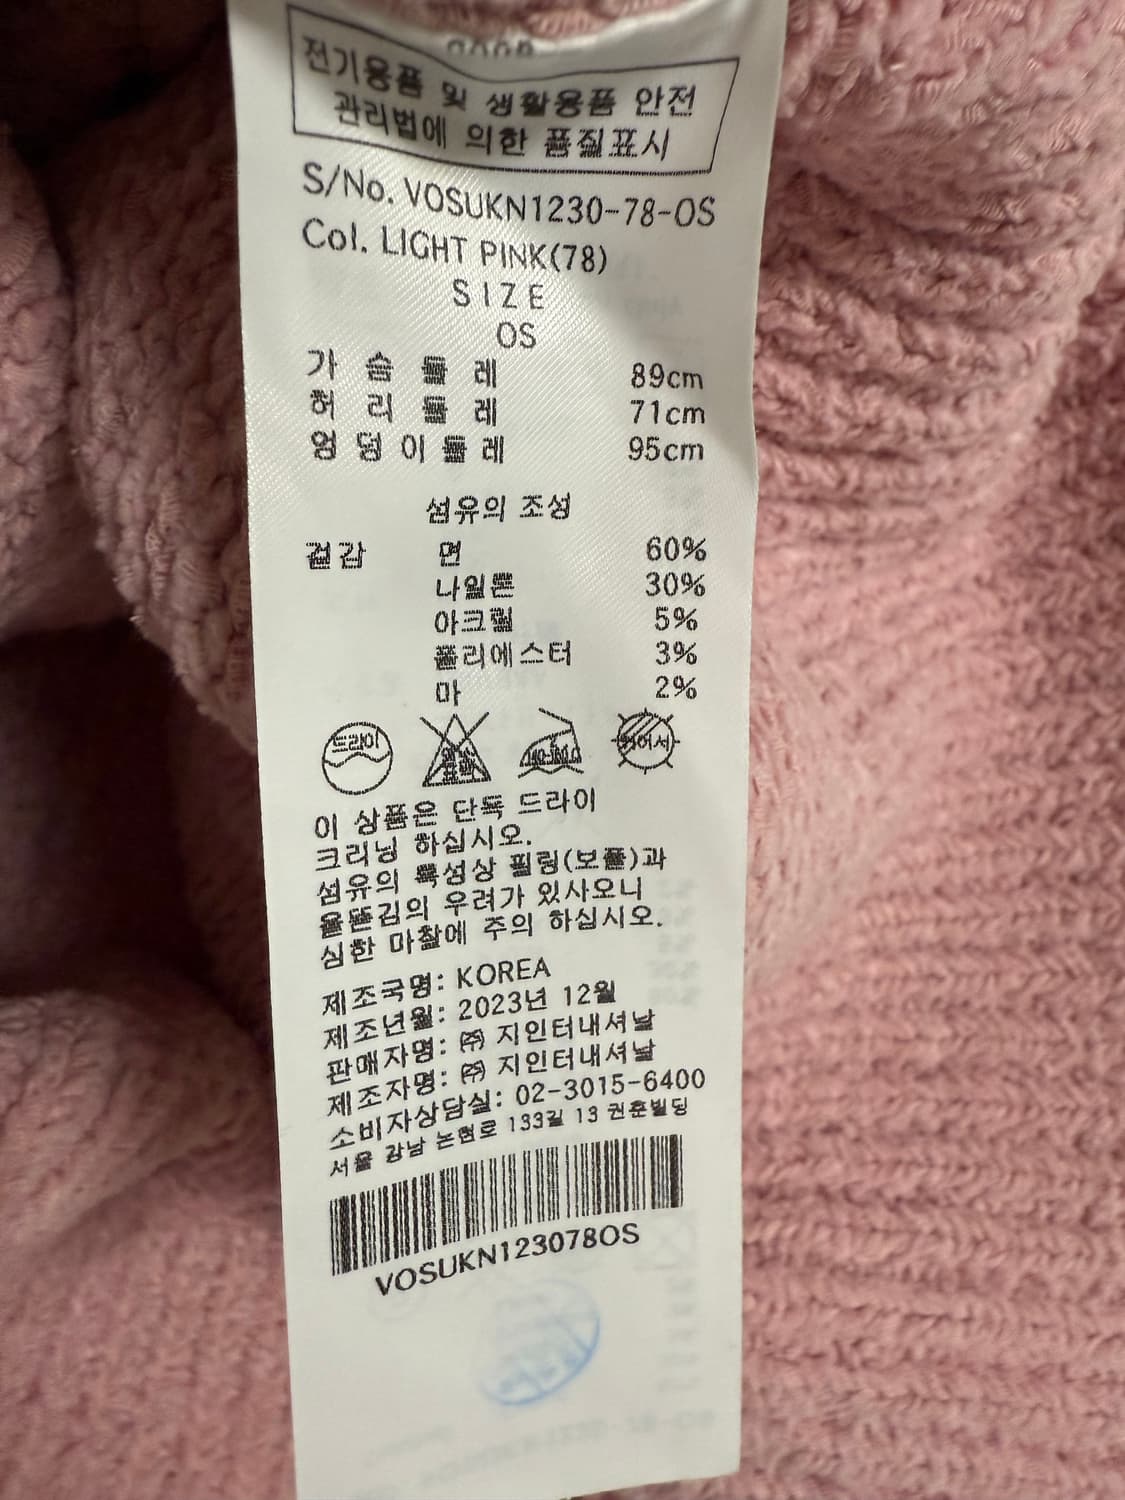 전기용품 및 생활용품 안전
관리법에 의한 품질표시
S/No. VOSUKN1230-78-OS
Col. LIGHT PINK(78)
SIZE
OS
가 슴 둘 레 89cm
허 리 둘 레 71cm
엉 덩 이 둘 레 95cm
섬유의 조성
겉감 면 60%
나일론 30%
아크릴 5%
폴리에스터 3%
마 2%
드라이
이 상품은 단독 드라이
크리닝 하십시오.
섬유의 특성상 필링(보풀)과
올뜯김의 우려가 있사오니
심한 마찰에 주의 하십시오.
제조국명: KOREA
제조년월: 2023년 12월
판매자명: ㈜ 지인터내셔날
제조자명: ㈜ 지인터내셔날
소비자상담실: 02-3015-6400
서울 강남 논현로 133길 13 권훈빌딩
VOSUKN123078OS